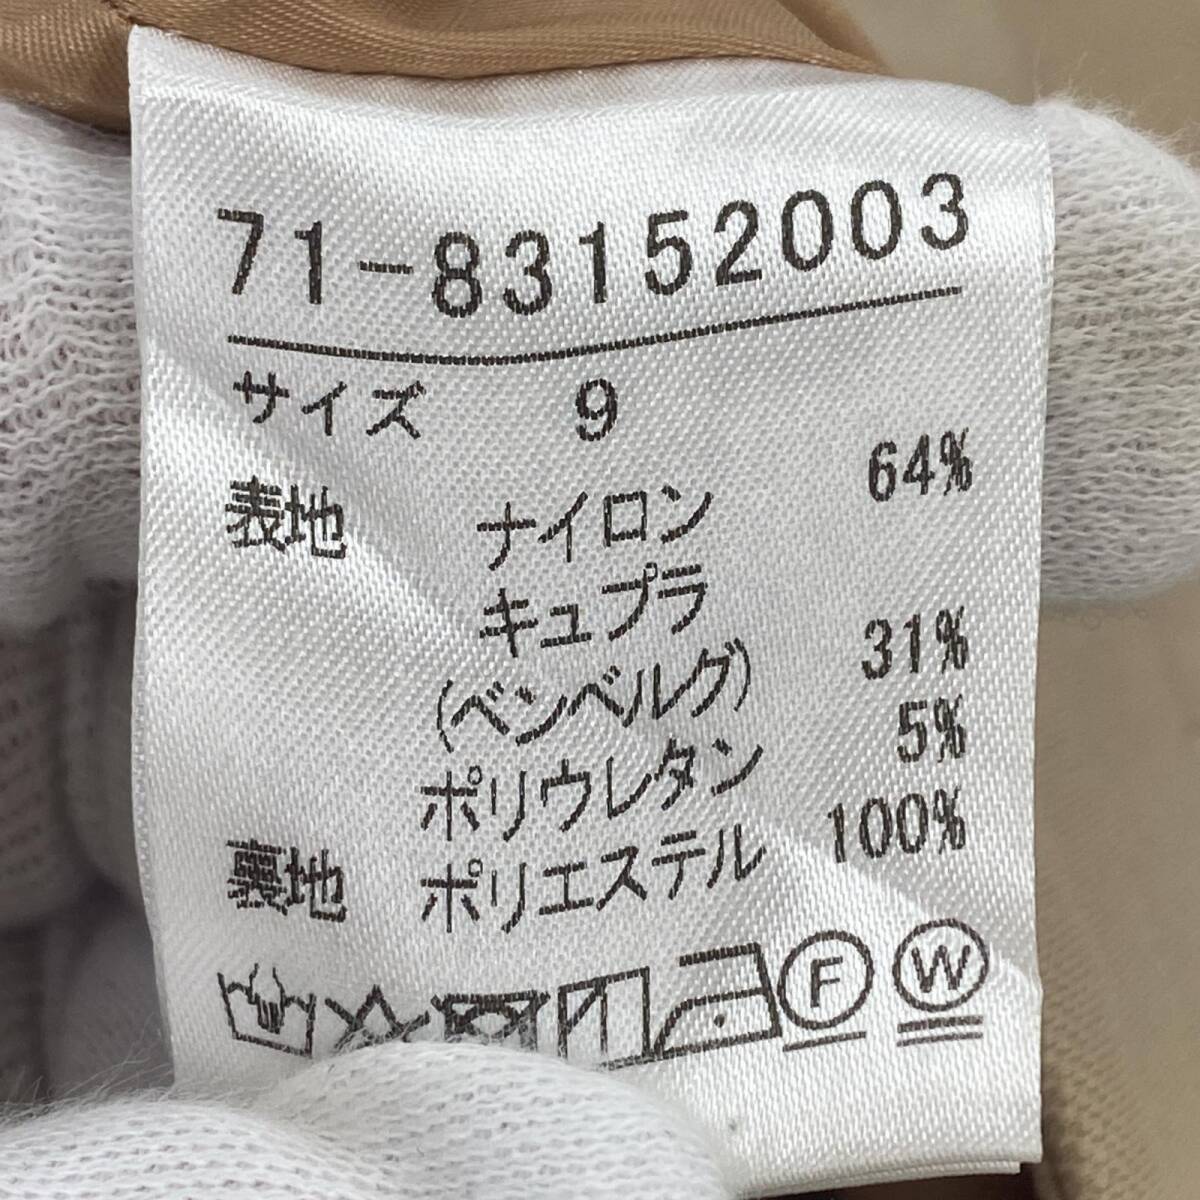 71-83152003
サイズ 9
表地 ナイロン 64%
キュプラ
(ベンベルグ) 31%
ポリウレタン 5%
裏地 ポリエステル 100%
F W